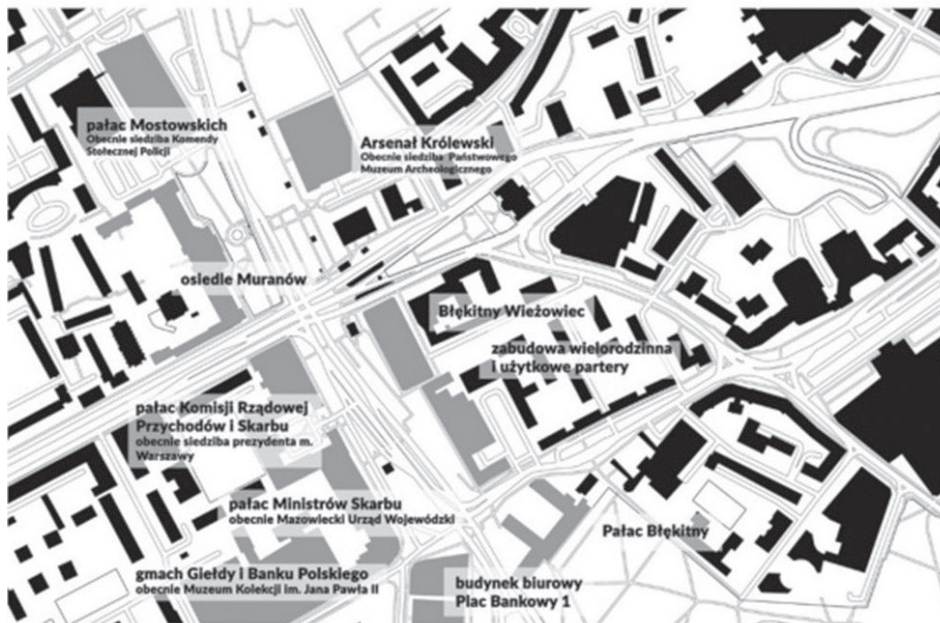 pałac Mostowskich
Obecnie siedziba Komendy
Stołecznej Policji
Arsenał Królewski
Obecnie siedziba Państwowego
Muzeum Archeologicznego
osiedle Muranów
Błękitny Wieżowiec
zabudowa wielorodzinna
i użytkowe partery
pałac Komisji Rządowej
Przychodów i Skarbu
obecnie siedziba prezydenta m.
Warszawy
pałac Ministrów Skarbu
obecnie Mazowiecki Urząd Wojewódzki
Pałac Błękitny
gmach Giełdy i Banku Polskiego
obecnie Muzeum Kolekcji im. Jana Pawła II
budynek biurowy
Plac Bankowy 1